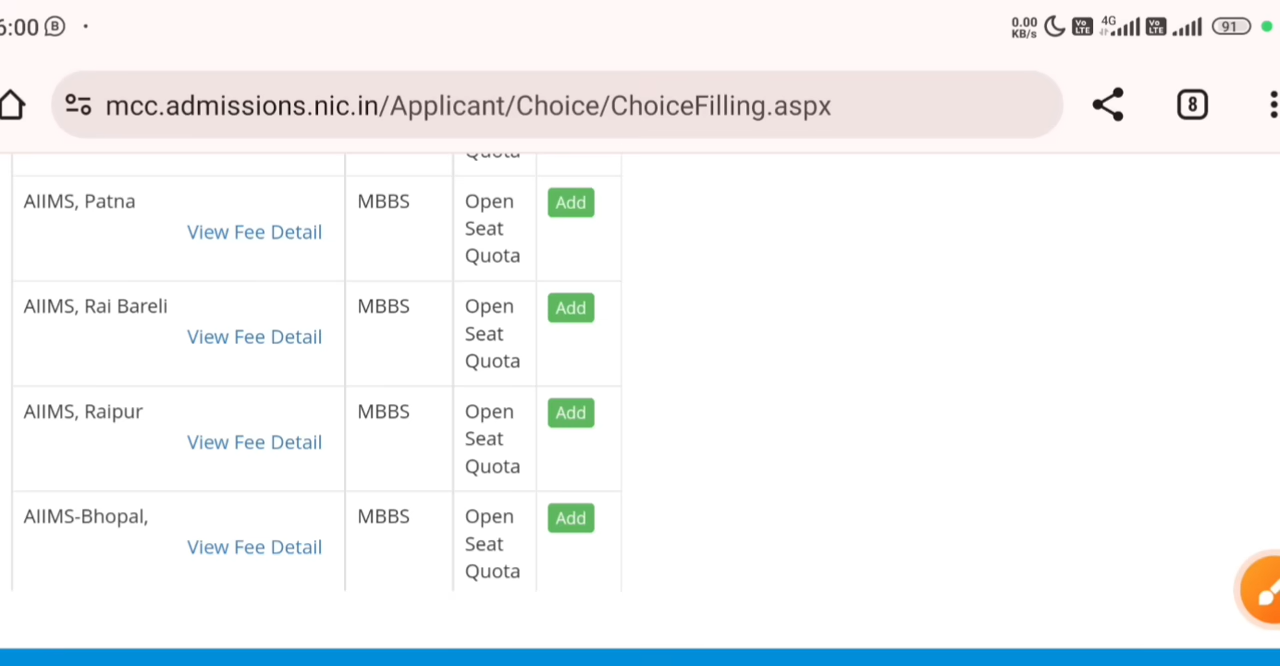 6:00 B
0.00 KB/s VoLTE 4G VoLTE 91
mcc.admissions.nic.in/Applicant/Choice/ChoiceFilling.aspx 8
Quota
AIIMS, Patna MBBS Open Seat Quota Add
View Fee Detail
AIIMS, Rai Bareli MBBS Open Seat Quota Add
View Fee Detail
AIIMS, Raipur MBBS Open Seat Quota Add
View Fee Detail
AIIMS-Bhopal, MBBS Open Seat Quota Add
View Fee Detail